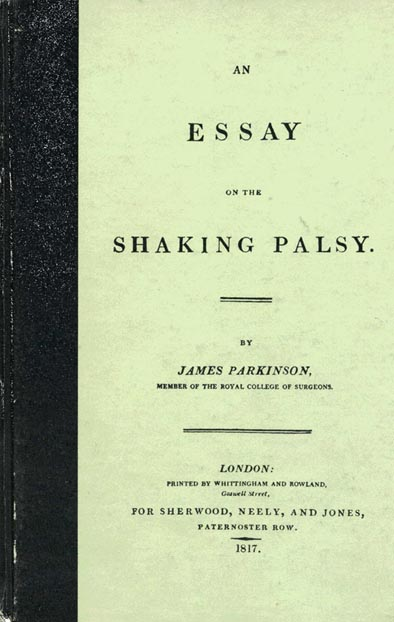 AN
ESSAY
ON THE
SHAKING PALSY.
BY
JAMES PARKINSON,
MEMBER OF THE ROYAL COLLEGE OF SURGEONS.
LONDON:
PRINTED BY WHITTINGHAM AND ROWLAND,
Goswell Street,
FOR SHERWOOD, NEELY, AND JONES,
PATERNOSTER ROW.
1817.